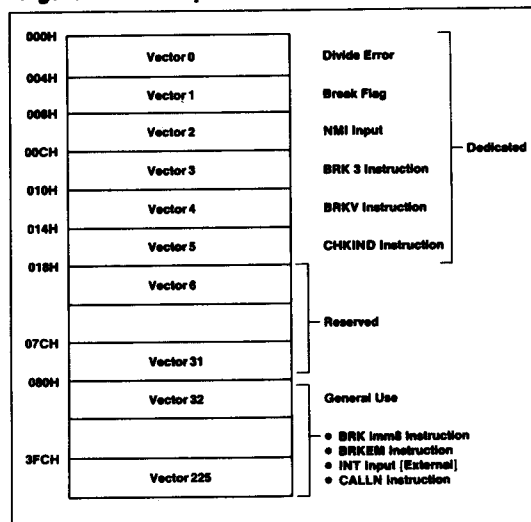 000H
Vector 0 Divide Error
004H
Vector 1 Break Flag
008H
Vector 2 NMI Input
00CH
Vector 3 BRK 3 Instruction
Dedicated
010H
Vector 4 BRKV Instruction
014H
Vector 5 CHKIND Instruction
018H
Vector 6
Reserved
07CH
Vector 31
080H
Vector 32 General Use
• BRK imm8 Instruction
• BRKEM Instruction
3FCH
• INT Input [External]
• CALLN Instruction
Vector 225